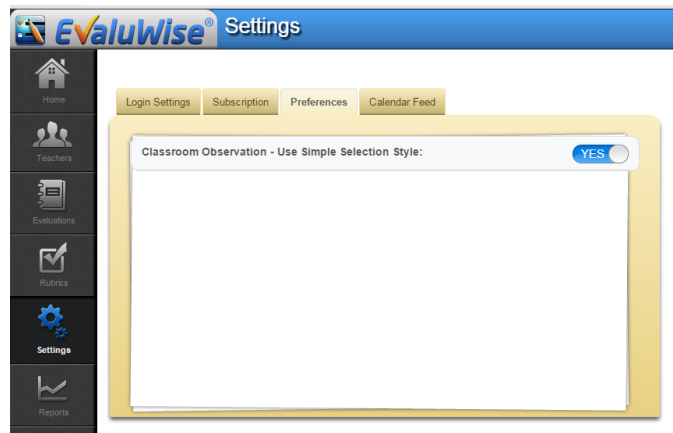 EvaluWise® Settings
Home
Login Settings Subscription Preferences Calendar Feed
Classroom Observation - Use Simple Selection Style: YES
Teachers
Evaluations
Rubrics
Settings
Reports